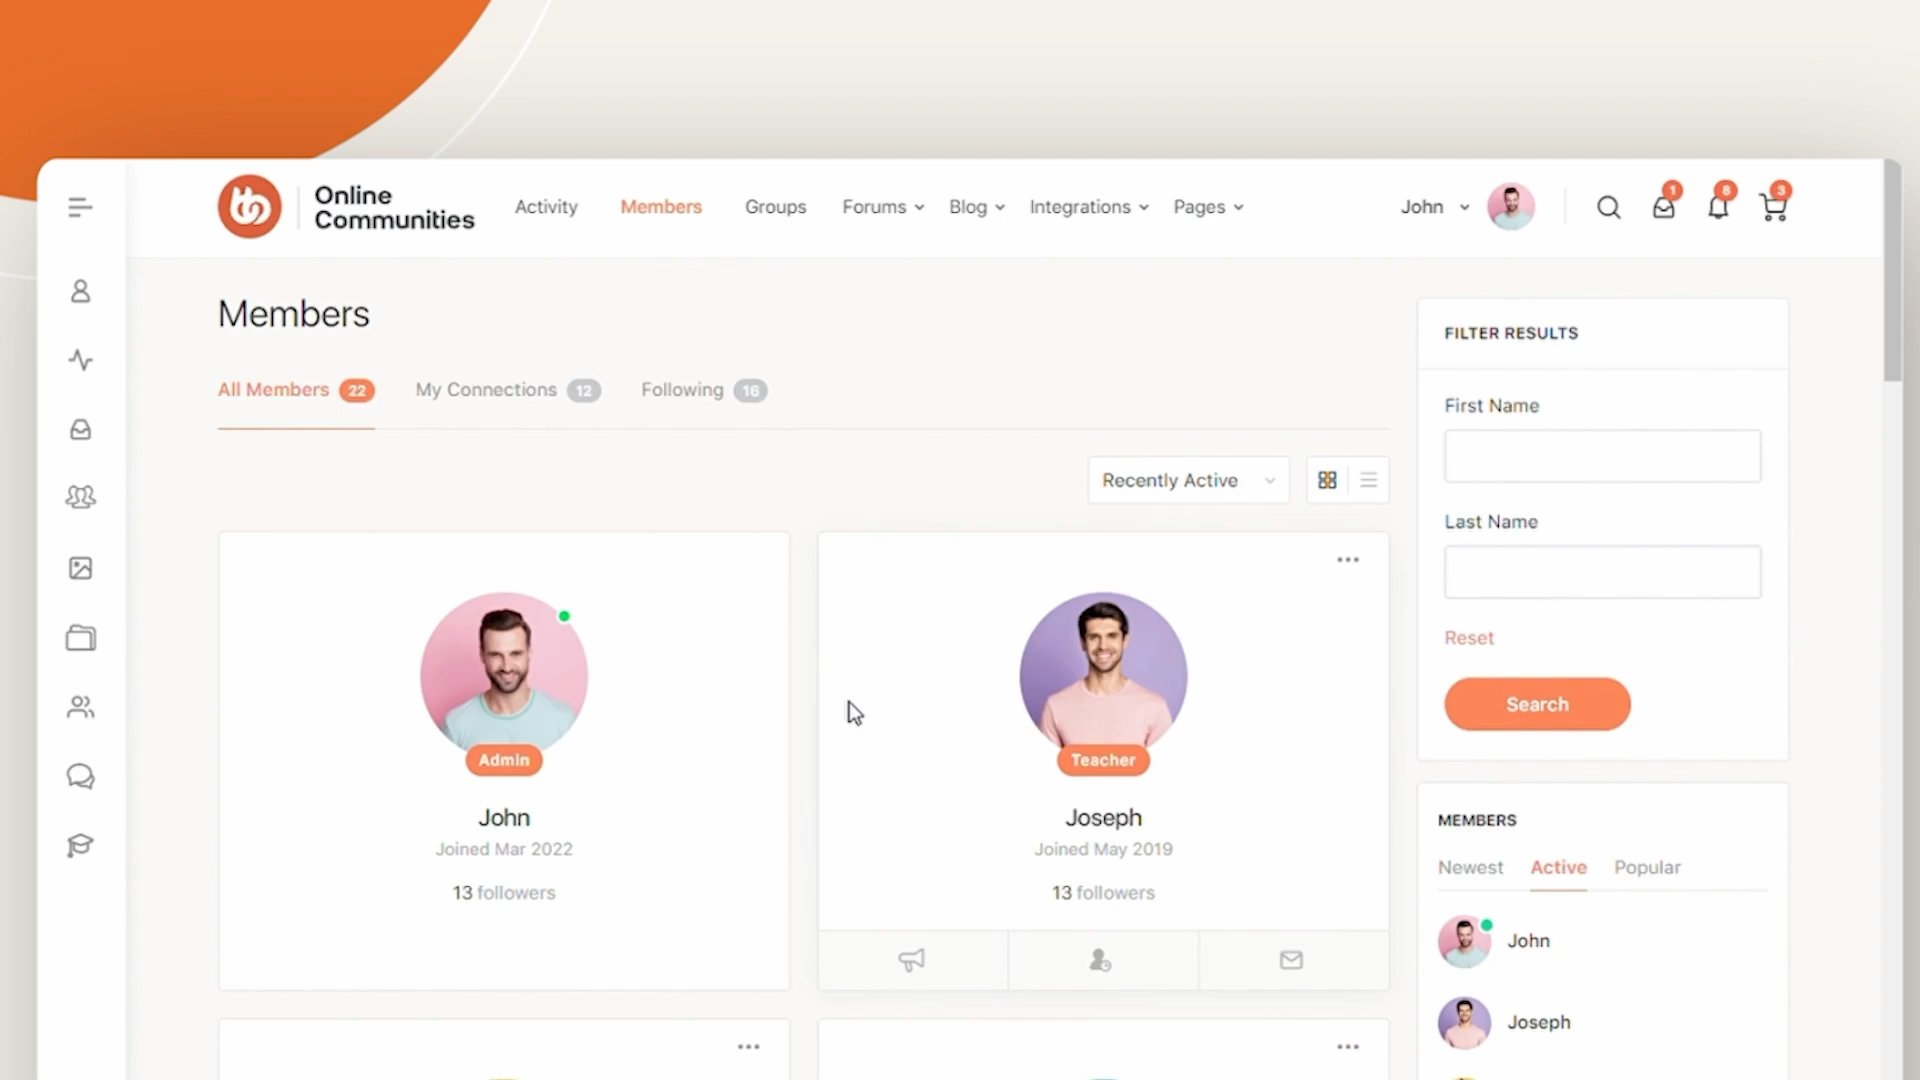 Online
Communities
Activity
Members
Groups
Forums
Blog
Integrations
Pages
John
1
8
3
Members
All Members 22
My Connections 12
Following 16
Recently Active
Admin
John
Joined Mar 2022
13 followers
Teacher
Joseph
Joined May 2019
13 followers
FILTER RESULTS
First Name
Last Name
Reset
Search
MEMBERS
Newest
Active
Popular
John
Joseph